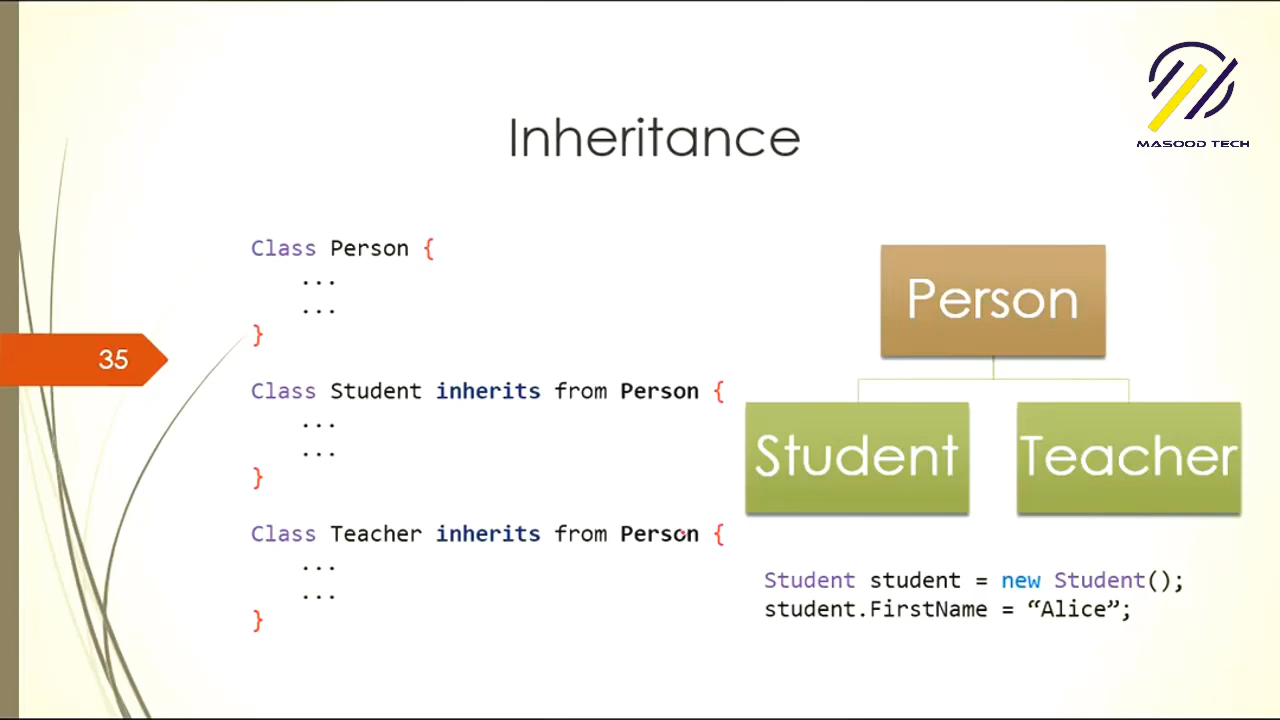 MASOOD TECH
Inheritance
Class Person {
...
...
}
Class Student inherits from Person {
...
...
}
Class Teacher inherits from Person {
...
...
}
35
Person
Student
Teacher
Student student = new Student();
student.FirstName = “Alice”;